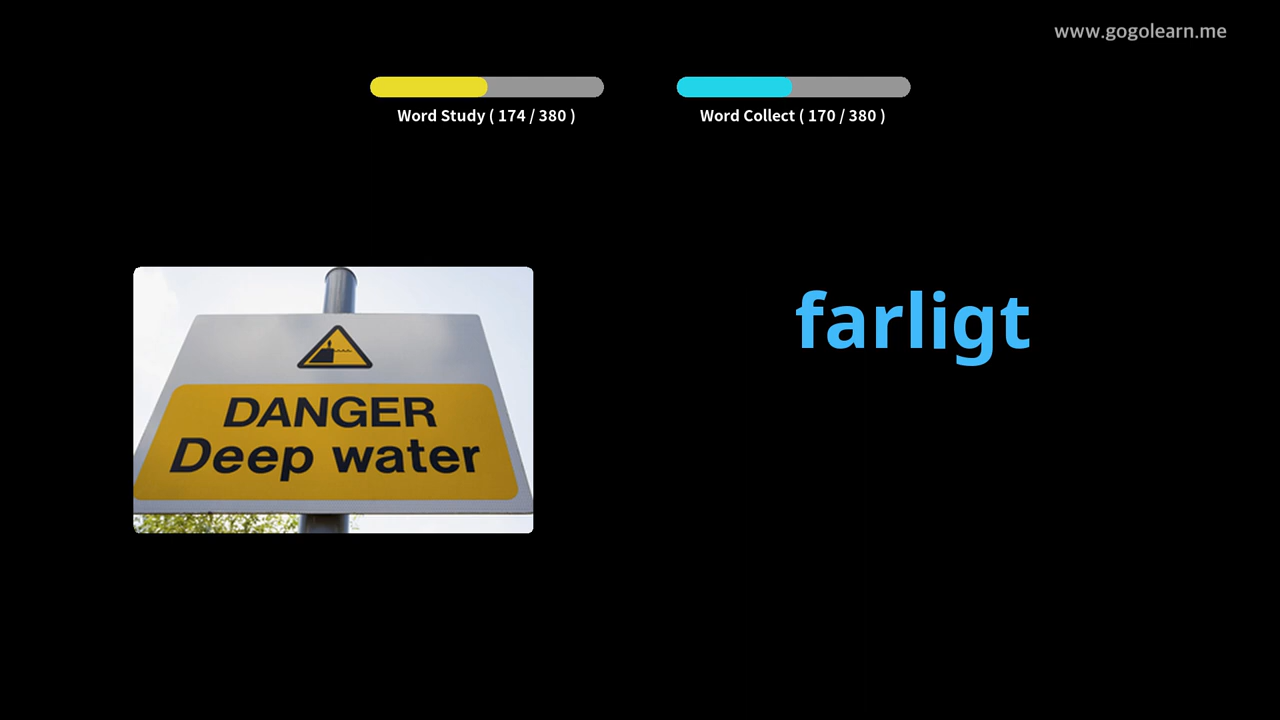 www.gogolearn.me
Word Study ( 174 / 380 )
Word Collect ( 170 / 380 )
DANGER
Deep water
farligt